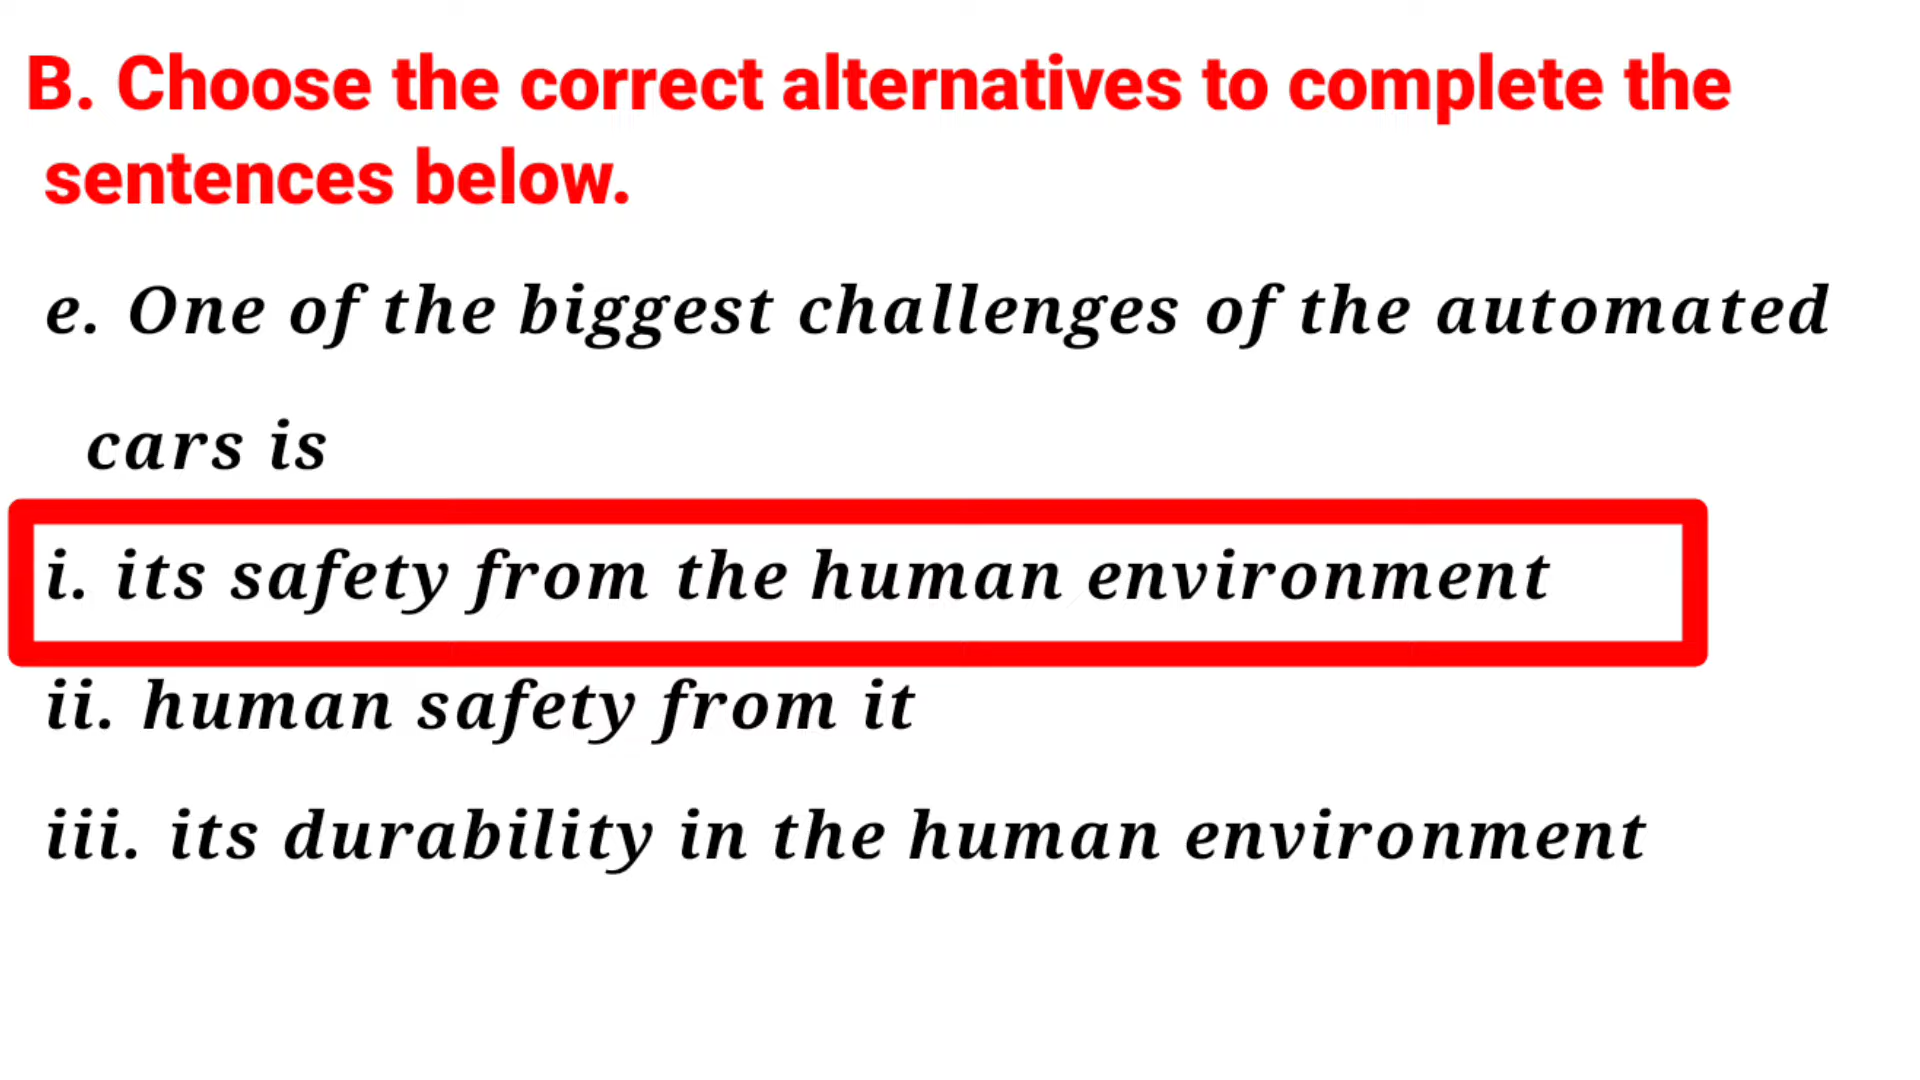 B. Choose the correct alternatives to complete the
sentences below.
e. One of the biggest challenges of the automated
cars is
i. its safety from the human environment
ii. human safety from it
iii. its durability in the human environment